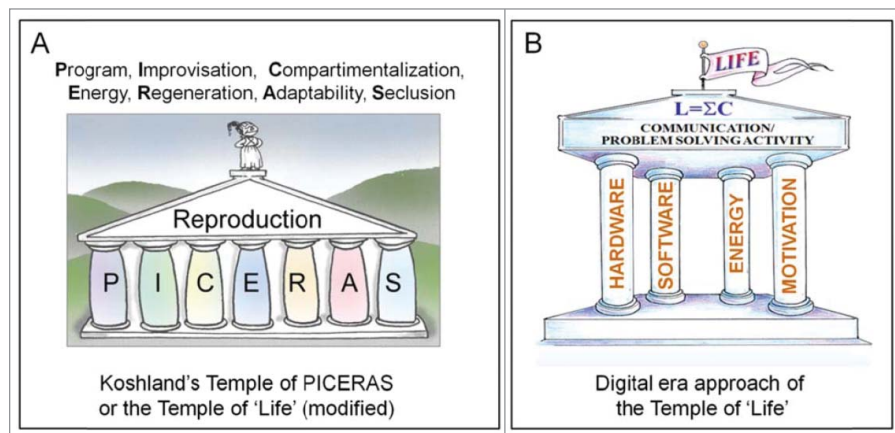 A
Program, Improvisation, Compartimentalization,
Energy, Regeneration, Adaptability, Seclusion
Reproduction
P I C E R A S
Koshland's Temple of PICERAS
or the Temple of 'Life' (modified)
B
LIFE
L=ΣC
COMMUNICATION/
PROBLEM SOLVING ACTIVITY
HARDWARE
SOFTWARE
ENERGY
MOTIVATION
Digital era approach of
the Temple of 'Life'